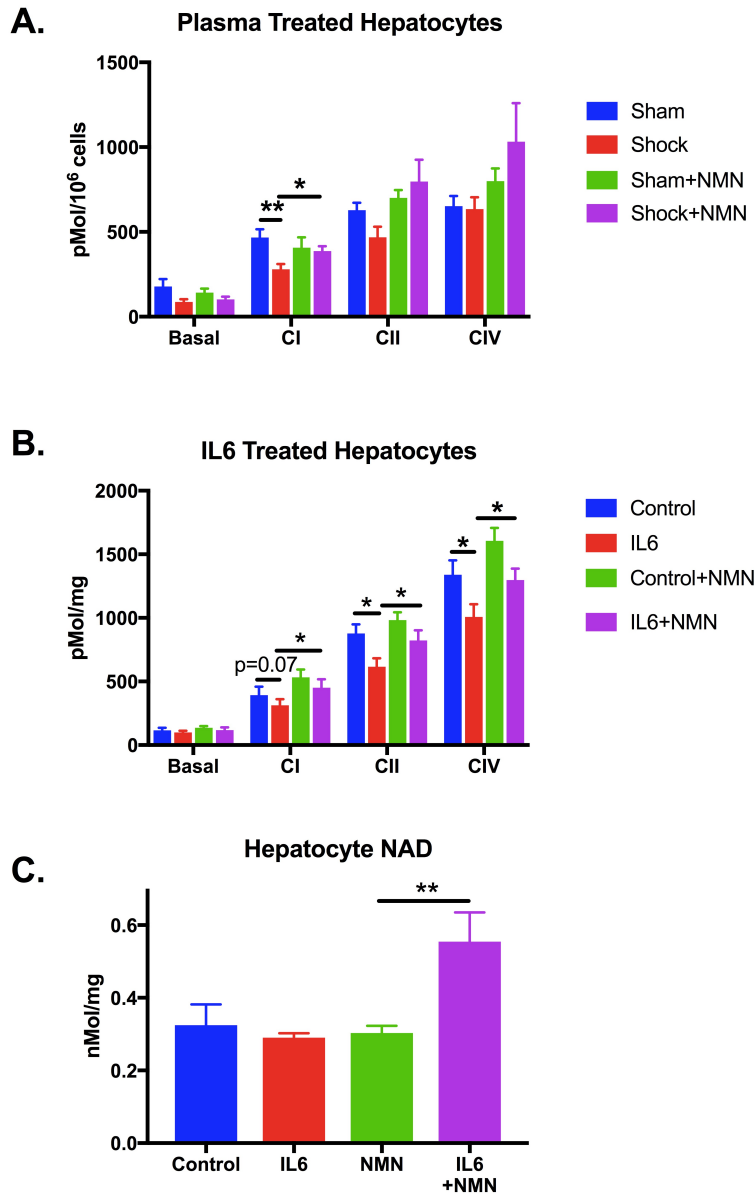 A.
Plasma Treated Hepatocytes
pMol/10⁶ cells
1500
1000
500
0
** *
Basal CI CII CIV
Sham
Shock
Sham+NMN
Shock+NMN
B.
IL6 Treated Hepatocytes
pMol/mg
2000
1500
1000
500
0
p=0.07 * * * * *
Basal CI CII CIV
Control
IL6
Control+NMN
IL6+NMN
C.
Hepatocyte NAD
nMol/mg
0.6
0.4
0.2
0.0
**
Control IL6 NMN IL6
+NMN